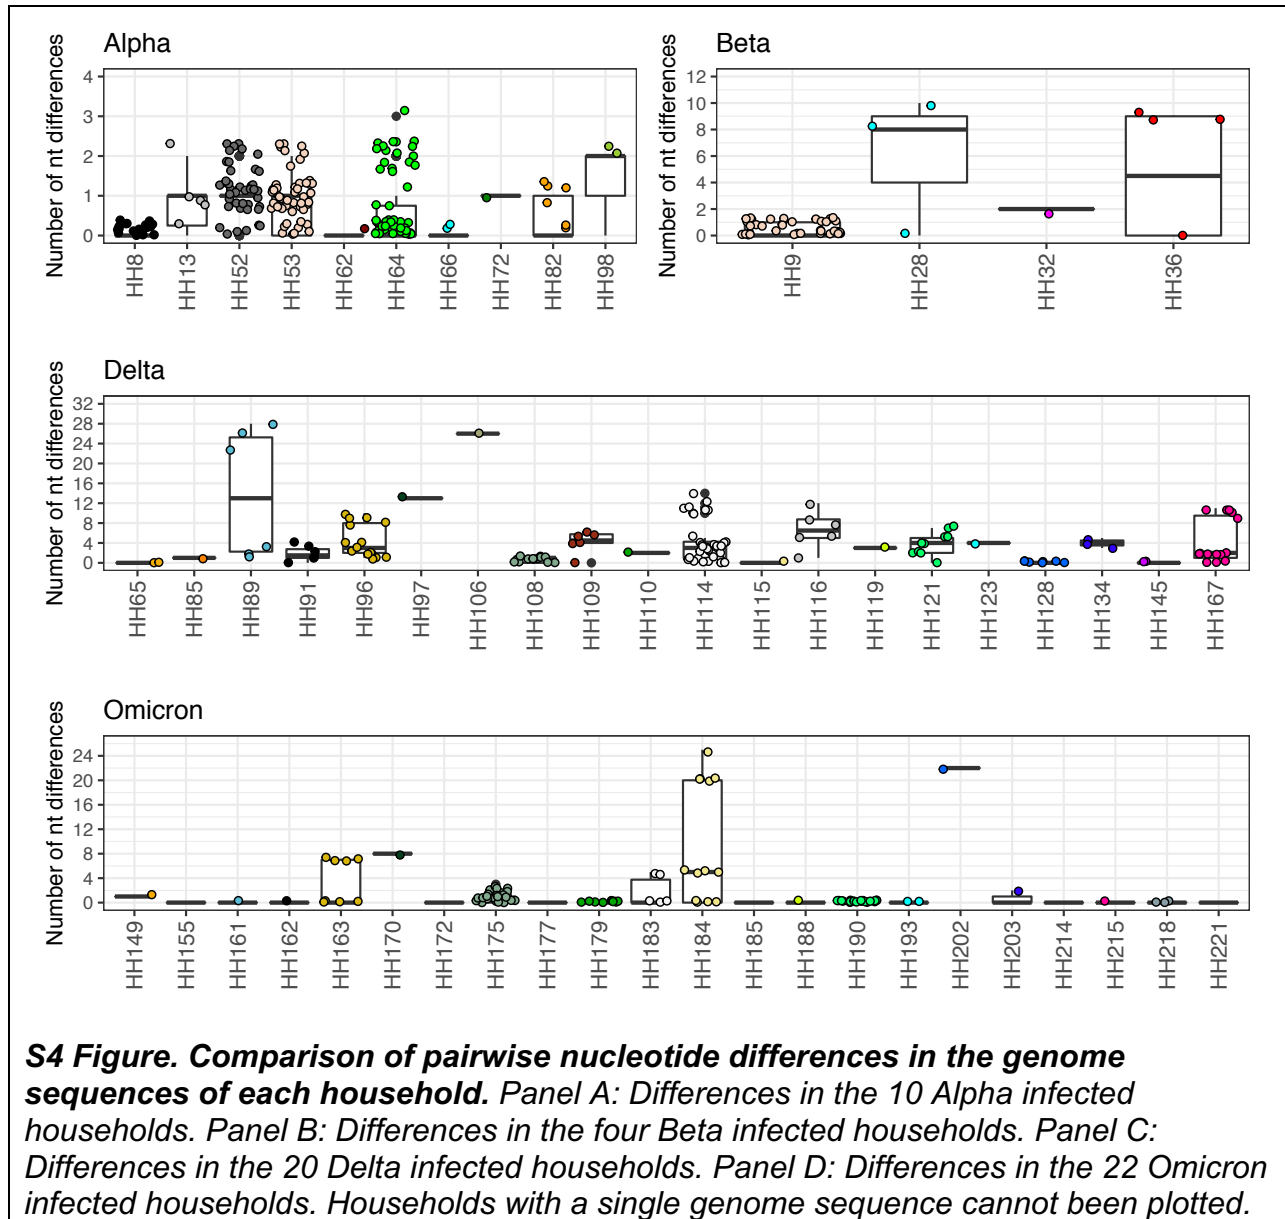 Alpha
Number of nt differences
4
3
2
1
0
HH8 HH13 HH52 HH53 HH62 HH64 HH66 HH72 HH82 HH98
Beta
Number of nt differences
12
10
8
6
4
2
0
HH9 HH28 HH32 HH36
Delta
Number of nt differences
32
28
24
20
16
12
8
4
0
HH65 HH85 HH89 HH91 HH96 HH97 HH106 HH108 HH109 HH110 HH114 HH115 HH116 HH119 HH121 HH123 HH128 HH134 HH145 HH167
Omicron
Number of nt differences
24
20
16
12
8
4
0
HH149 HH155 HH161 HH162 HH163 HH170 HH172 HH175 HH177 HH179 HH183 HH184 HH185 HH188 HH190 HH193 HH202 HH203 HH214 HH215 HH218 HH221
S4 Figure. Comparison of pairwise nucleotide differences in the genome
sequences of each household. Panel A: Differences in the 10 Alpha infected
households. Panel B: Differences in the four Beta infected households. Panel C:
Differences in the 20 Delta infected households. Panel D: Differences in the 22 Omicron
infected households. Households with a single genome sequence cannot been plotted.